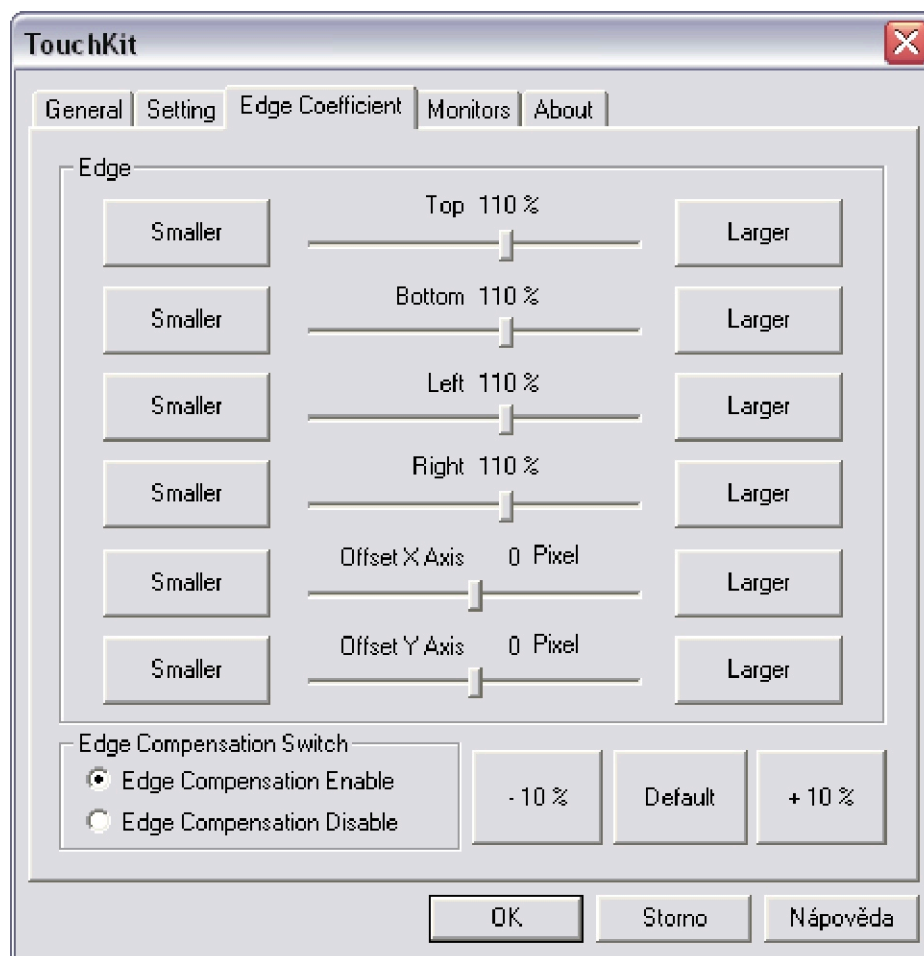 TouchKit
General Setting Edge Coefficient Monitors About
Edge
Smaller Top 110 % Larger
Smaller Bottom 110 % Larger
Smaller Left 110 % Larger
Smaller Right 110 % Larger
Smaller Offset X Axis 0 Pixel Larger
Smaller Offset Y Axis 0 Pixel Larger
Edge Compensation Switch
Edge Compensation Enable
Edge Compensation Disable
- 10 % Default + 10 %
OK Storno Nápověda